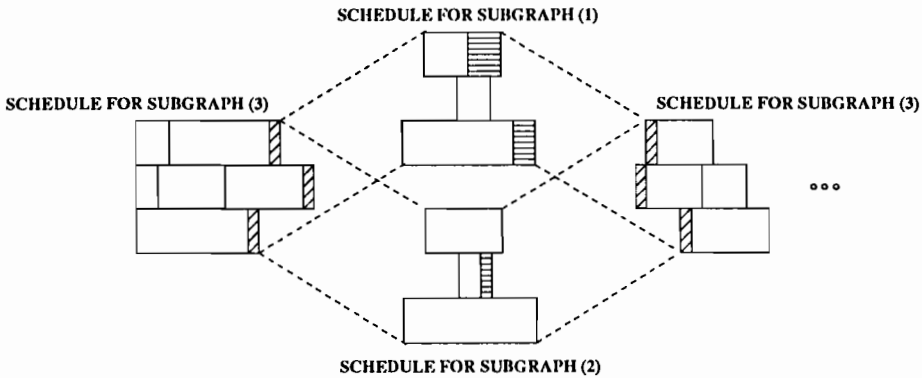 SCHEDULE FOR SUBGRAPH (1)
SCHEDULE FOR SUBGRAPH (3)
SCHEDULE FOR SUBGRAPH (3)
SCHEDULE FOR SUBGRAPH (2)